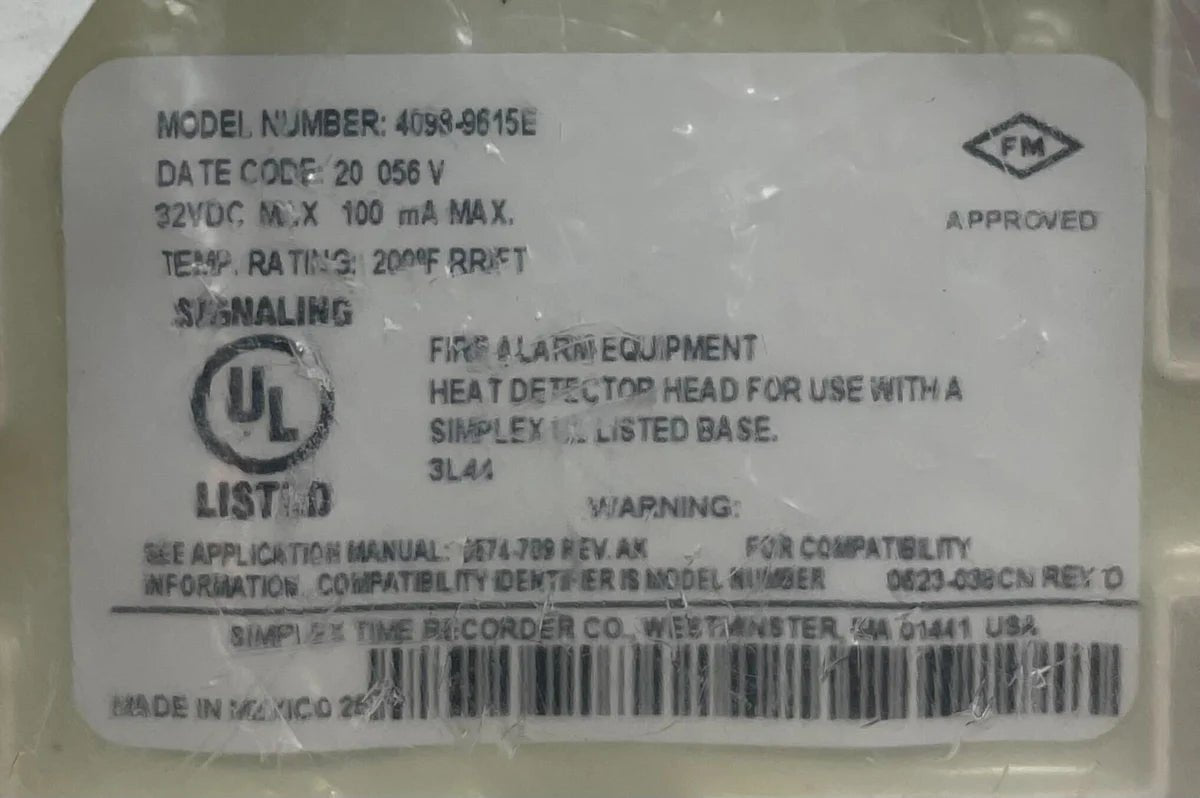 MODEL NUMBER: 4098-9615E
DATE CODE: 20 056 V
32VDC MAX 100 mA MAX.
TEMP. RATING: 200ºF RR/FT
FM
APPROVED
SIGNALING
UL
LISTED
FIRE ALARM EQUIPMENT
HEAT DETECTOR HEAD FOR USE WITH A
SIMPLEX UL LISTED BASE.
3L44
WARNING:
SEE APPLICATION MANUAL: 0574-709 REV. AK FOR COMPATIBILITY
INFORMATION. COMPATIBILITY IDENTIFIER IS MODEL NUMBER 0623-038CN REV D
SIMPLEX TIME RECORDER CO., WESTMINSTER, MA 01441 USA
MADE IN MEXICO